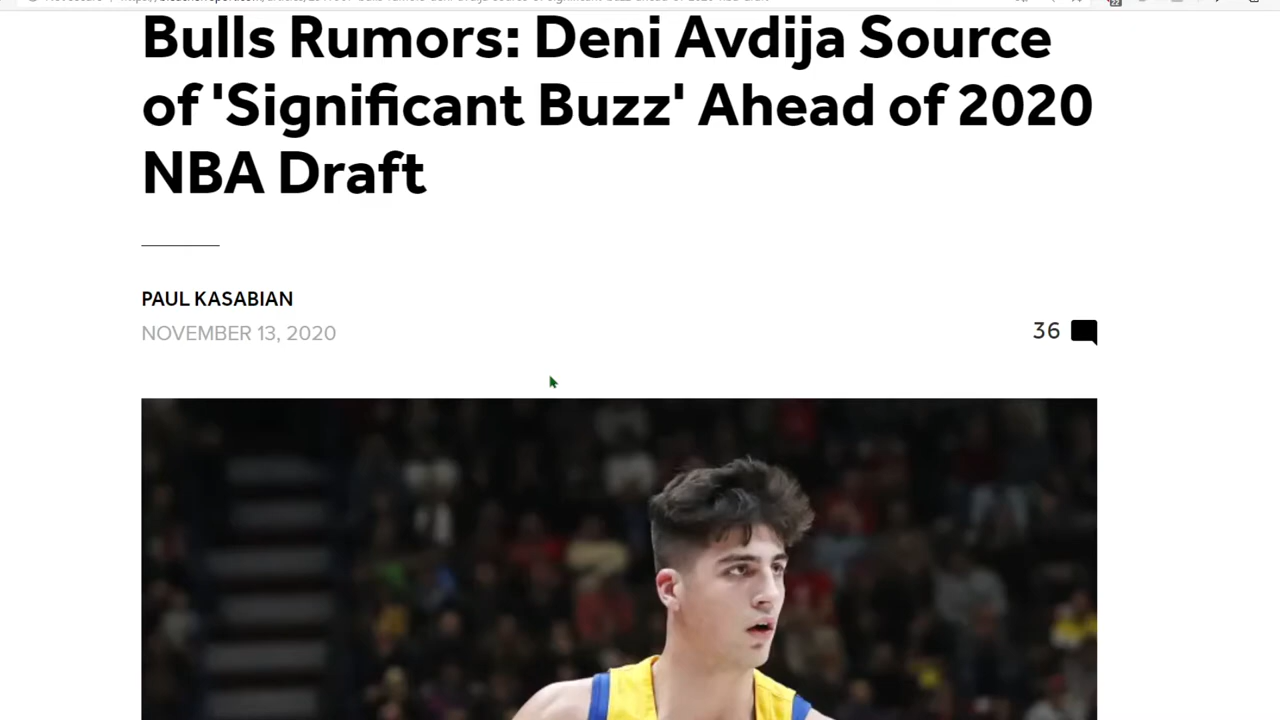 Bulls Rumors: Deni Avdija Source
of 'Significant Buzz' Ahead of 2020
NBA Draft
PAUL KASABIAN
NOVEMBER 13, 2020
36